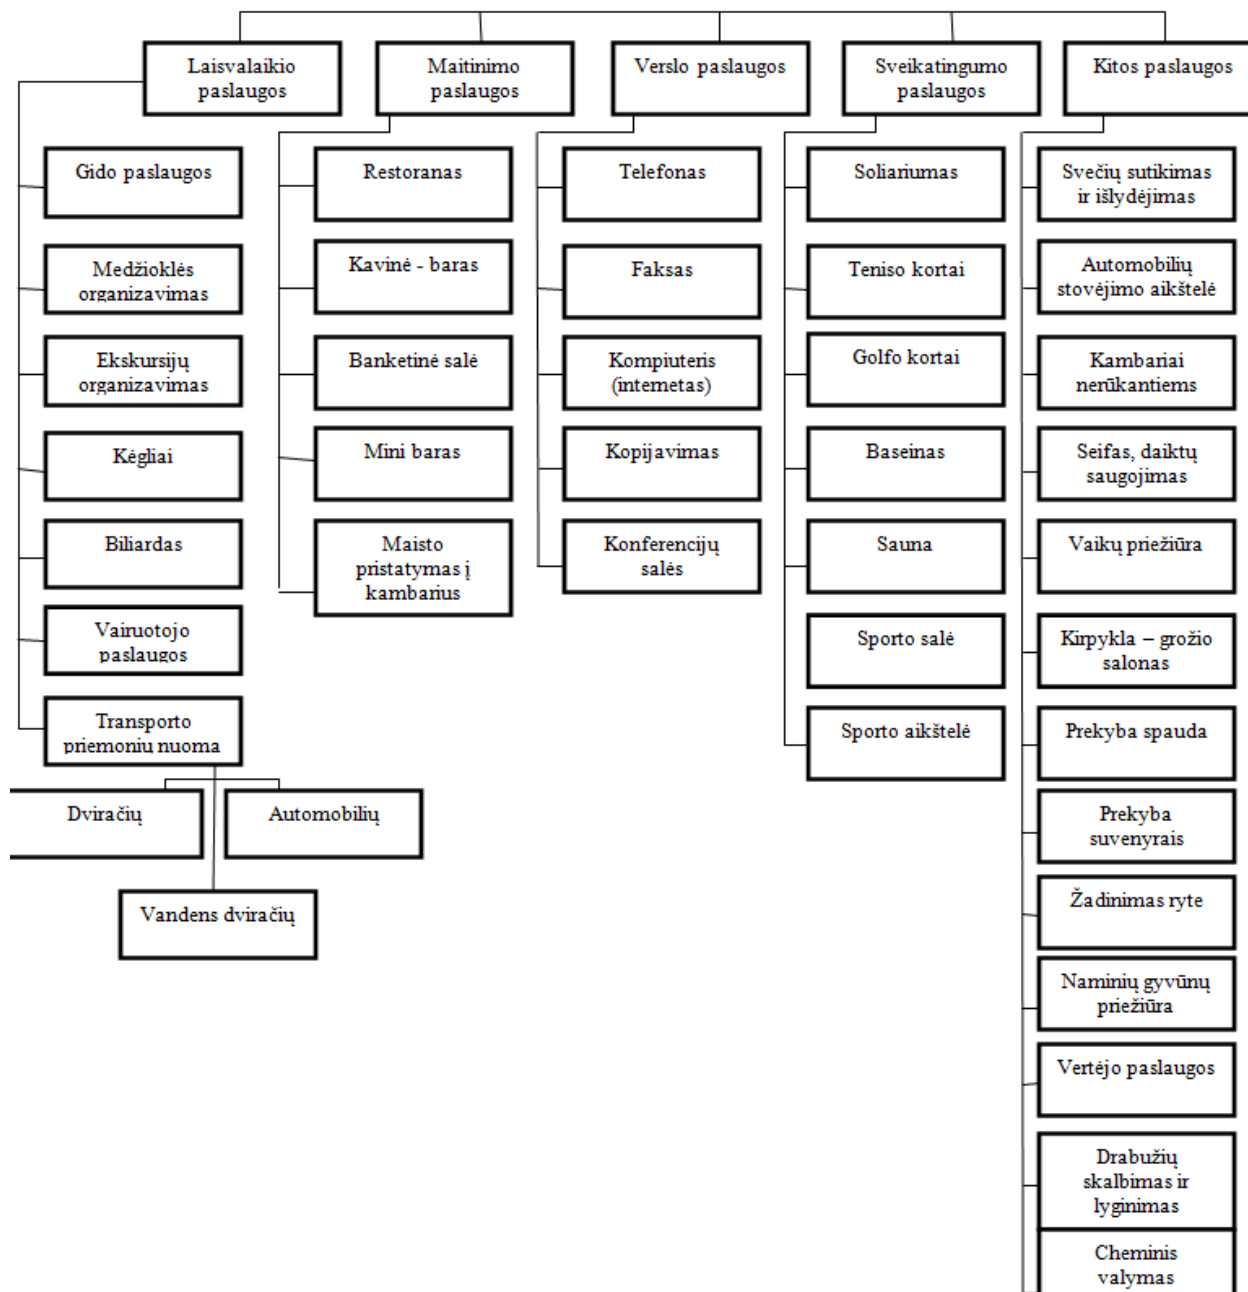 Laisvalaikio
paslaugos
Maitinimo
paslaugos
Verslo paslaugos
Sveikatingumo
paslaugos
Kitos paslaugos
Gido paslaugos
Medžioklės
organizavimas
Ekskursijų
organizavimas
Kėgliai
Biliardas
Vairuotojo
paslaugos
Transporto
priemonių nuoma
Dviračių
Automobilių
Vandens dviračių
Restoranas
Kavinė - baras
Banketinė salė
Mini baras
Maisto
pristatymas į
kambarius
Telefonas
Faksas
Kompiuteris
(internetas)
Kopijavimas
Konferencijų
salės
Soliariumas
Teniso kortai
Golfo kortai
Baseinas
Sauna
Sporto salė
Sporto aikštelė
Svečių sutikimas
ir išlydėjimas
Automobilių
stovėjimo aikštelė
Kambariai
nerūkantiems
Seifas, daiktų
saugojimas
Vaikų priežiūra
Kirpykla – grožio
salonas
Prekyba spauda
Prekyba
suvenyrais
Žadinimas ryte
Naminių gyvūnų
priežiūra
Vertėjo paslaugos
Drabužių
skalbimas ir
lyginimas
Cheminis
valymas